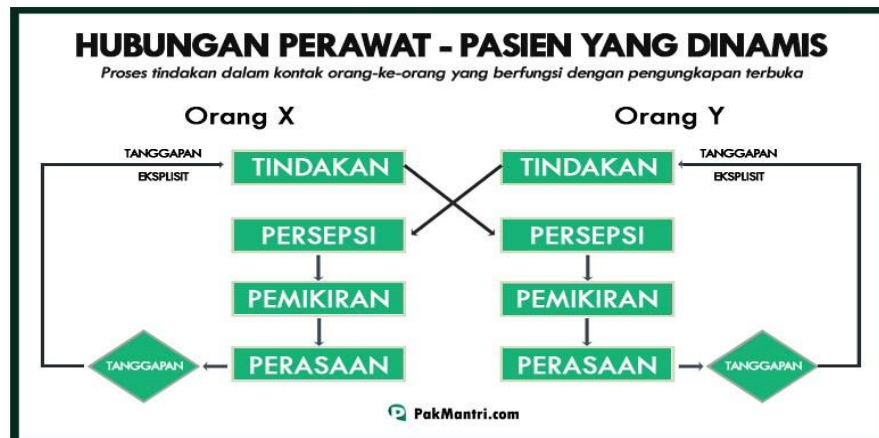 HUBUNGAN PERAWAT - PASIEN YANG DINAMIS
Proses tindakan dalam kontak orang-ke-orang yang berfungsi dengan pengungkapan terbuka
Orang X
Orang Y
TANGGAPAN
EKSPLISIT
TINDAKAN
TINDAKAN
TANGGAPAN
EKSPLISIT
PERSEPSI
PERSEPSI
PEMIKIRAN
PEMIKIRAN
TANGGAPAN
PERASAAN
PERASAAN
TANGGAPAN
PakMantri.com